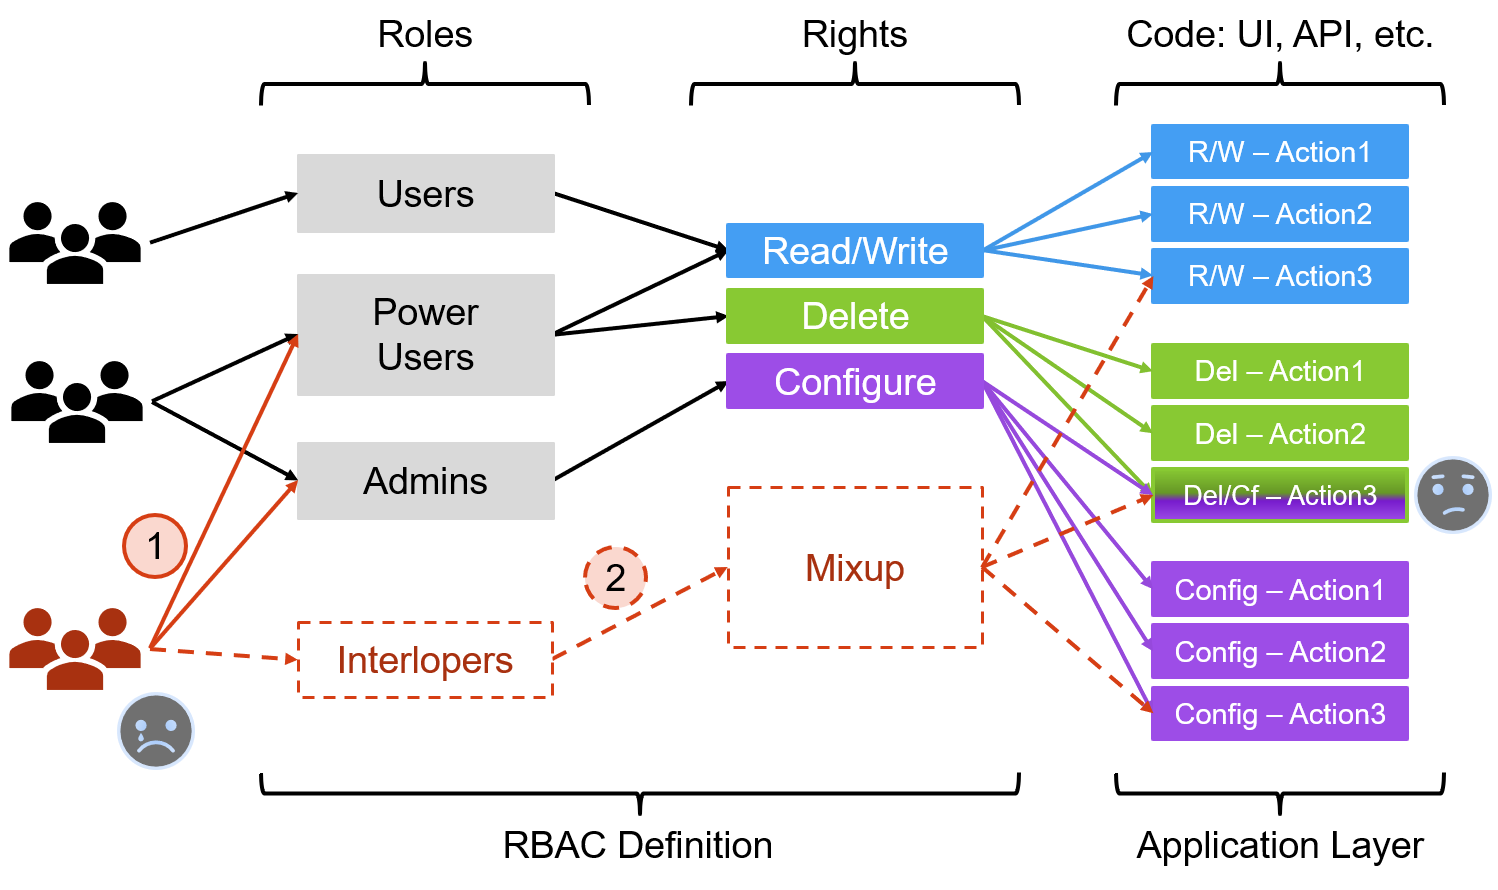 Roles
Rights
Code: UI, API, etc.
Users
Power
Users
Admins
Interlopers
1
2
Read/Write
Delete
Configure
Mixup
R/W – Action1
R/W – Action2
R/W – Action3
Del – Action1
Del – Action2
Del/Cf – Action3
Config – Action1
Config – Action2
Config – Action3
RBAC Definition
Application Layer